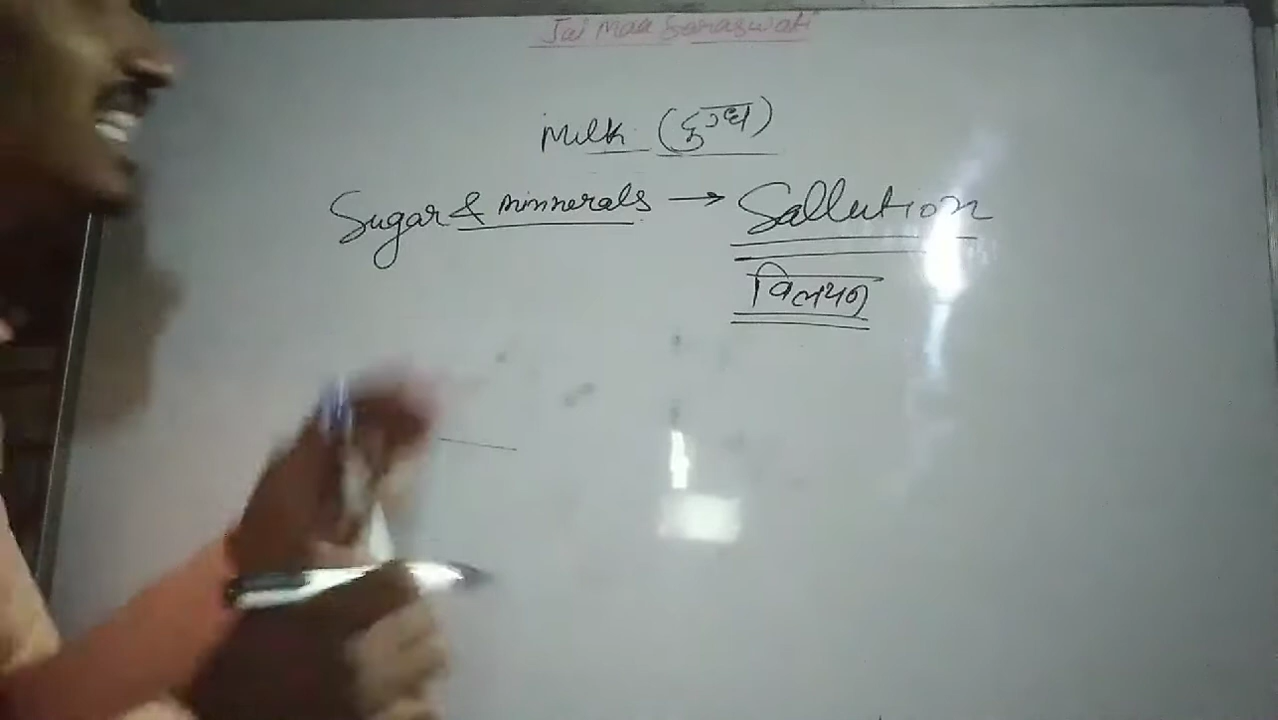 Jai Maa Saraswati
Milk (दुग्ध)
Sugar & minnerals → Sallution
विलयन